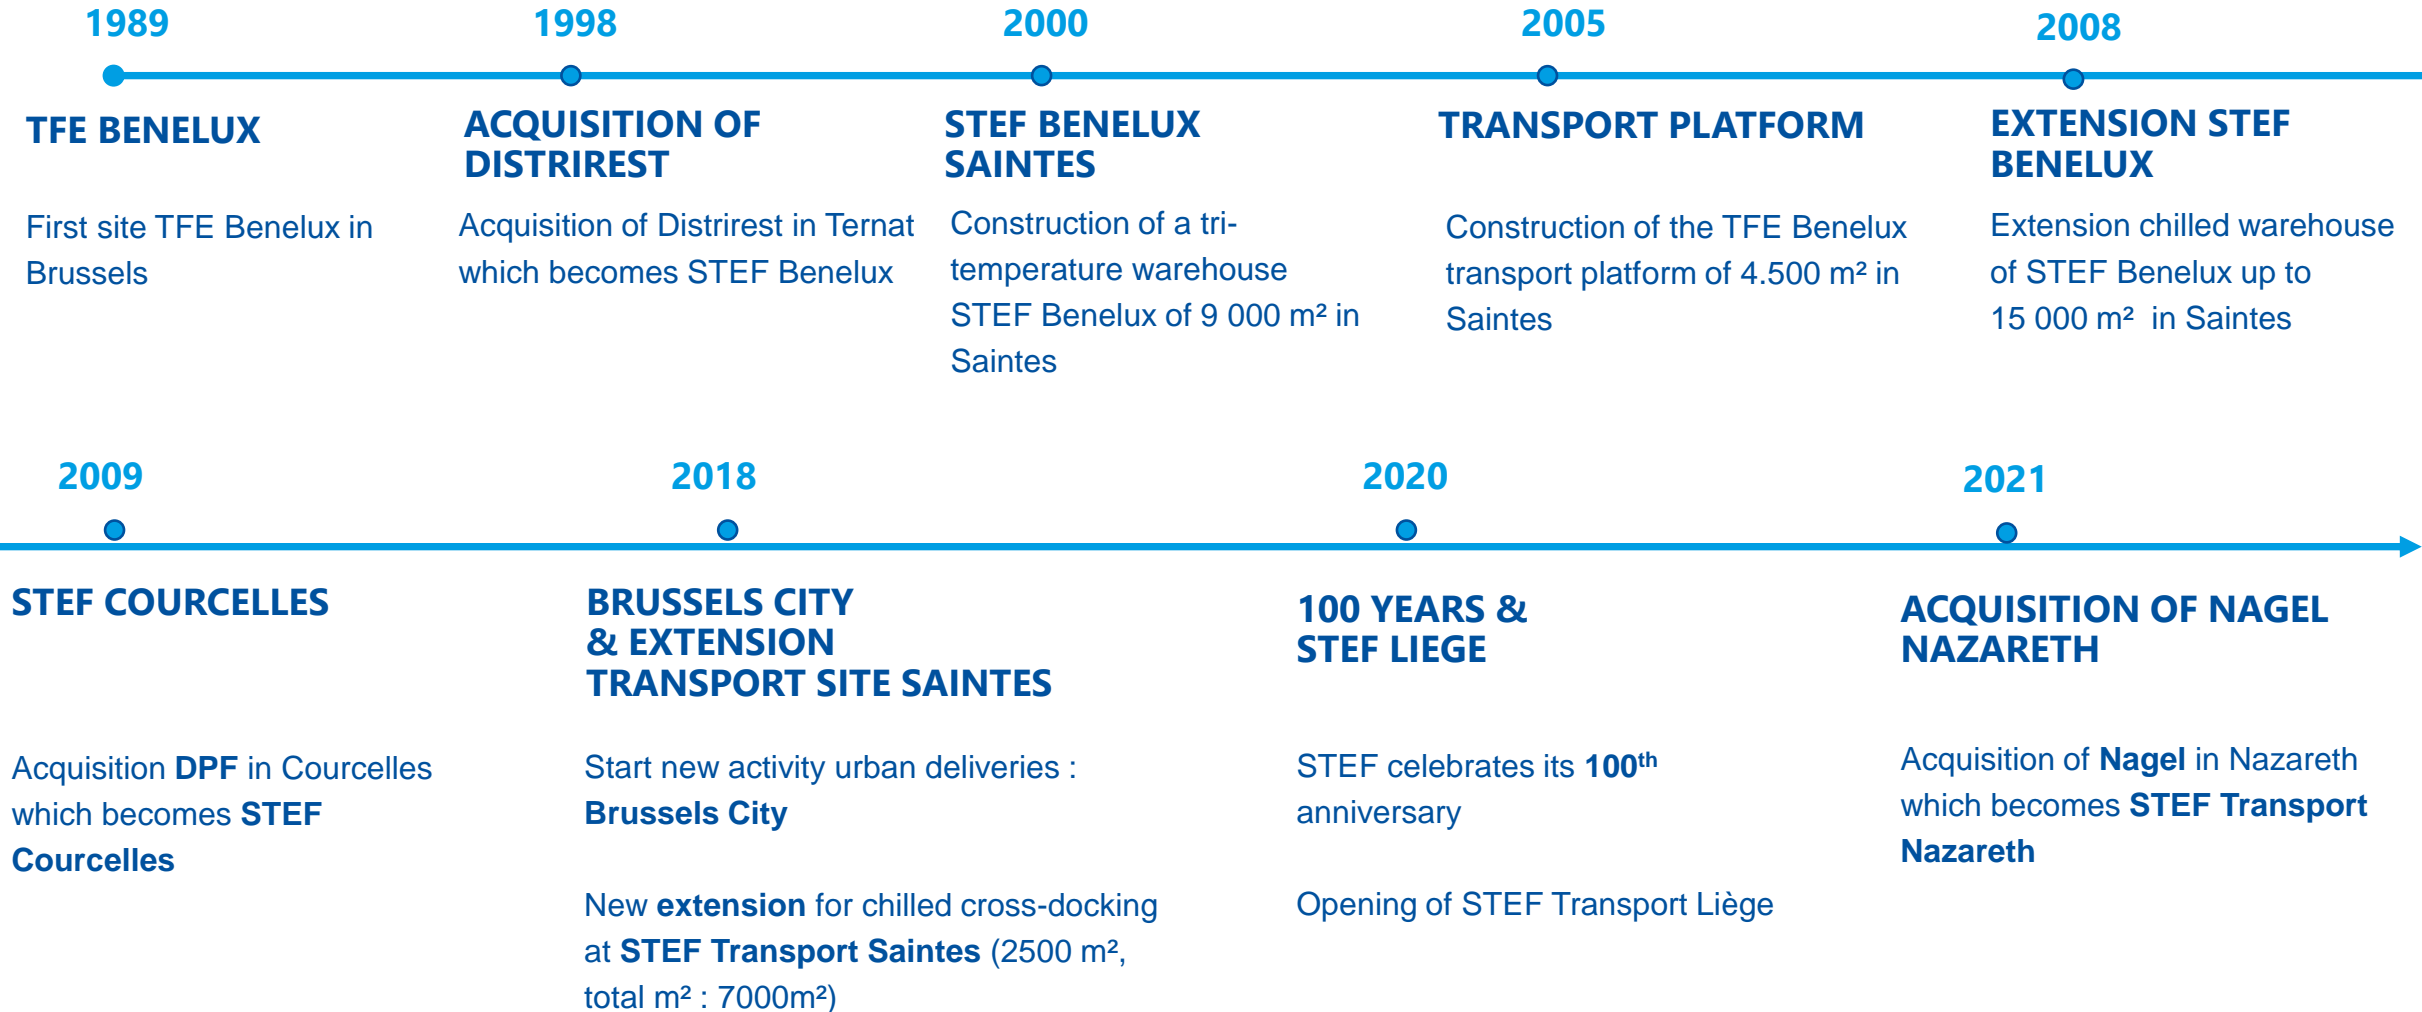 1989
TFE BENELUX
First site TFE Benelux in
Brussels
1998
ACQUISITION OF
DISTRIREST
Acquisition of Distrirest in Ternat
which becomes STEF Benelux
2000
STEF BENELUX
SAINTES
Construction of a tri-
temperature warehouse
STEF Benelux of 9 000 m² in
Saintes
2005
TRANSPORT PLATFORM
Construction of the TFE Benelux
transport platform of 4.500 m² in
Saintes
2008
EXTENSION STEF
BENELUX
Extension chilled warehouse
of STEF Benelux up to
15 000 m²  in Saintes
2009
STEF COURCELLES
Acquisition DPF in Courcelles
which becomes STEF
Courcelles
2018
BRUSSELS CITY
& EXTENSION
TRANSPORT SITE SAINTES
Start new activity urban deliveries :
Brussels City
New extension for chilled cross-docking
at STEF Transport Saintes (2500 m²,
total m² : 7000m²)
2020
100 YEARS &
STEF LIEGE
STEF celebrates its 100th
anniversary
Opening of STEF Transport Liège
2021
ACQUISITION OF NAGEL
NAZARETH
Acquisition of Nagel in Nazareth
which becomes STEF Transport
Nazareth